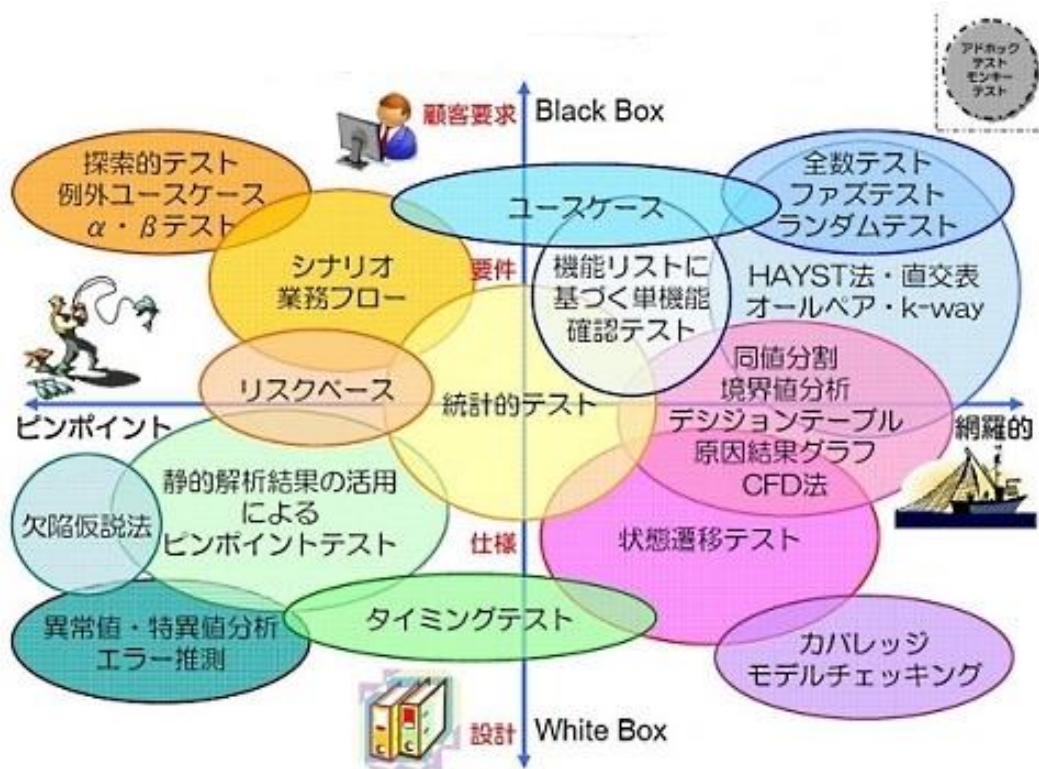 アドホック
テスト
モンキー
テスト
顧客要求
Black Box
探索的テスト
例外ユースケース
α・βテスト
ユースケース
全数テスト
ファズテスト
ランダムテスト
シナリオ
業務フロー
要件
機能リストに
基づく単機能
確認テスト
HAYST法・直交表
オールペア・k-way
リスクベース
統計的テスト
同値分割
境界値分析
デシジョンテーブル
原因結果グラフ
CFD法
ピンポイント
網羅的
欠陥仮説法
静的解析結果の活用
による
ピンポイントテスト
仕様
状態遷移テスト
異常値・特異値分析
エラー推測
タイミングテスト
カバレッジ
モデルチェッキング
設計
White Box